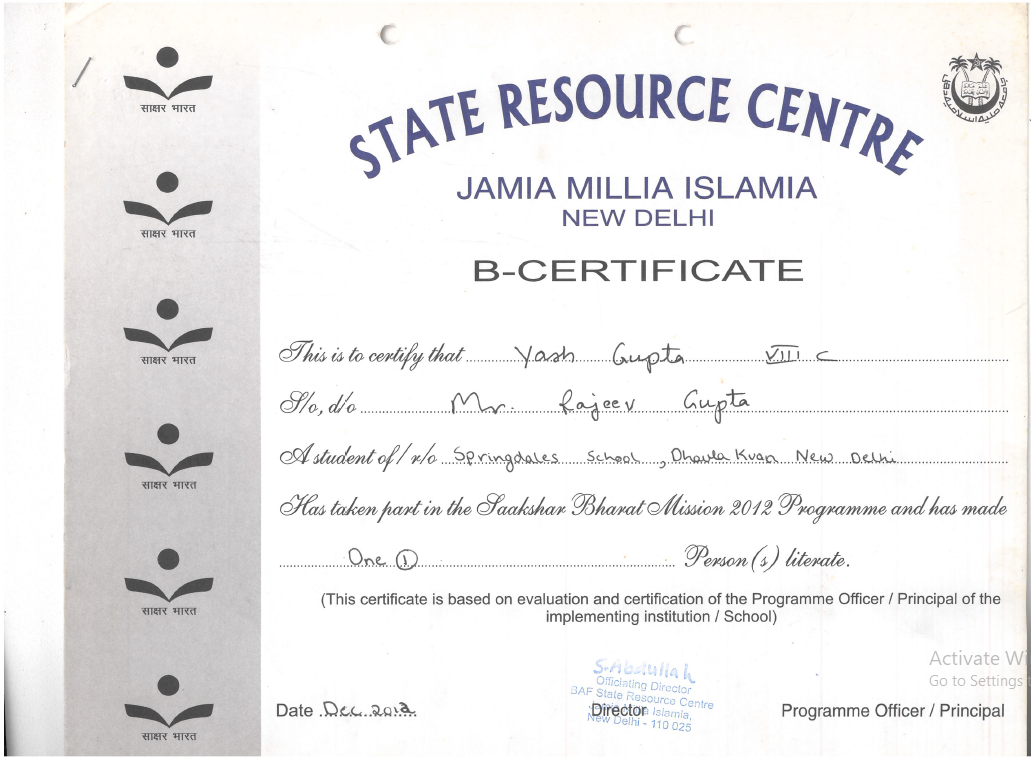 साक्षर भारत
साक्षर भारत
साक्षर भारत
साक्षर भारत
साक्षर भारत
साक्षर भारत
STATE RESOURCE CENTRE
JAMIA MILLIA ISLAMIA
NEW DELHI
B-CERTIFICATE
This is to certify that Yash Gupta VIII C
S/o, d/o Mr. Rajeev Gupta
A student of / r/o Springdales School, Dhaula Kuan New Delhi
Has taken part in the Saakshar Bharat Mission 2012 Programme and has made
One ① Person(s) literate.
(This certificate is based on evaluation and certification of the Programme Officer / Principal of the
implementing institution / School)
S. Abdullah
Officiating Director
BAF State Resource Centre
Islamia,
New Delhi - 110 025
Date Dec. 2012
Director
Programme Officer / Principal
Activate Wi
Go to Settings